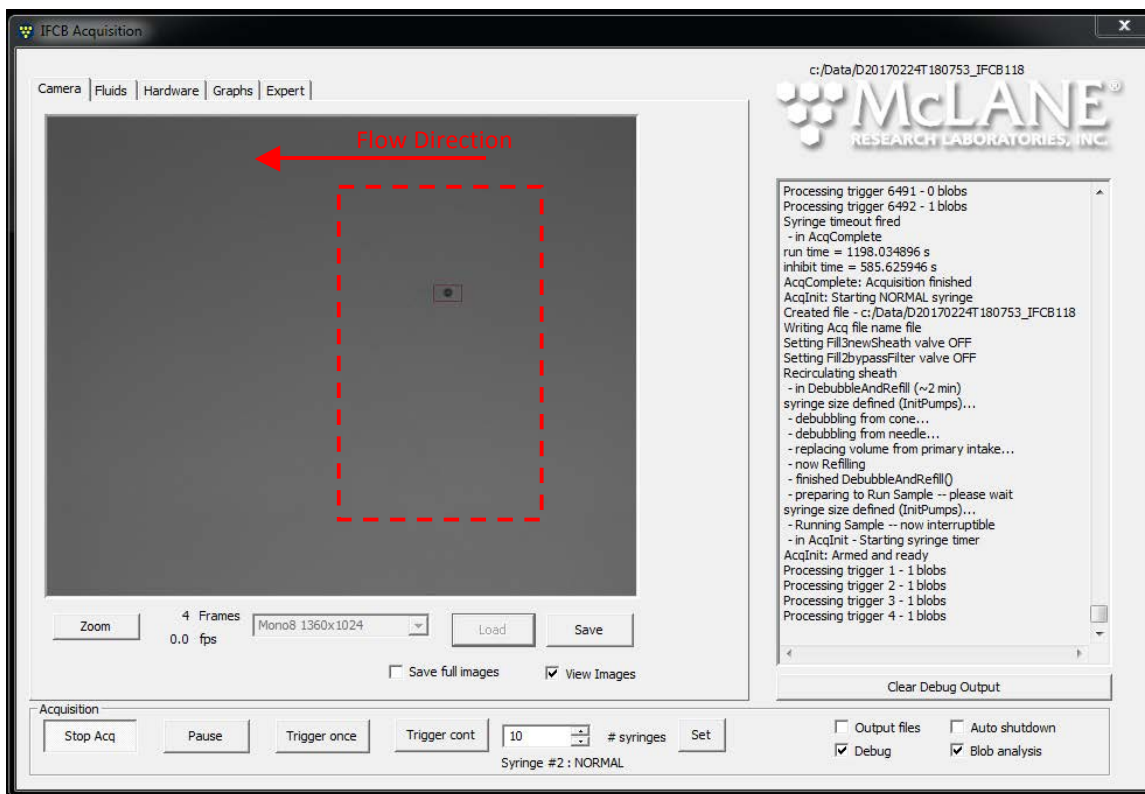 IFCB Acquisition
x
c:/Data/D20170224T180753_IFCB118
McLANE®
RESEARCH LABORATORIES, INC.
Camera Fluids Hardware Graphs Expert
Flow Direction
Processing trigger 6491 - 0 blobs
Processing trigger 6492 - 1 blobs
Syringe timeout fired
- in AcqComplete
run time = 1198.034896 s
inhibit time = 585.625946 s
AcqComplete: Acquisition finished
AcqInit: Starting NORMAL syringe
Created file - c:/Data/D20170224T180753_IFCB118
Writing Acq file name file
Setting Fill3newSheath valve OFF
Setting Fill2bypassFilter valve OFF
Recirculating sheath
- in DebubbleAndRefill (~2 min)
syringe size defined (InitPumps)...
- debubbling from cone...
- debubbling from needle...
- replacing volume from primary intake...
- now Refilling
- finished DebubbleAndRefill()
- preparing to Run Sample -- please wait
syringe size defined (InitPumps)...
- Running Sample -- now interruptible
- in AcqInit - Starting syringe timer
AcqInit: Armed and ready
Processing trigger 1 - 1 blobs
Processing trigger 2 - 1 blobs
Processing trigger 3 - 1 blobs
Processing trigger 4 - 1 blobs
Clear Debug Output
Zoom
4 Frames
0.0 fps
Mono8 1360x1024
Load
Save
Save full images
View Images
Acquisition
Stop Acq
Pause
Trigger once
Trigger cont
10
# syringes
Set
Syringe #2 : NORMAL
Output files
Auto shutdown
Debug
Blob analysis